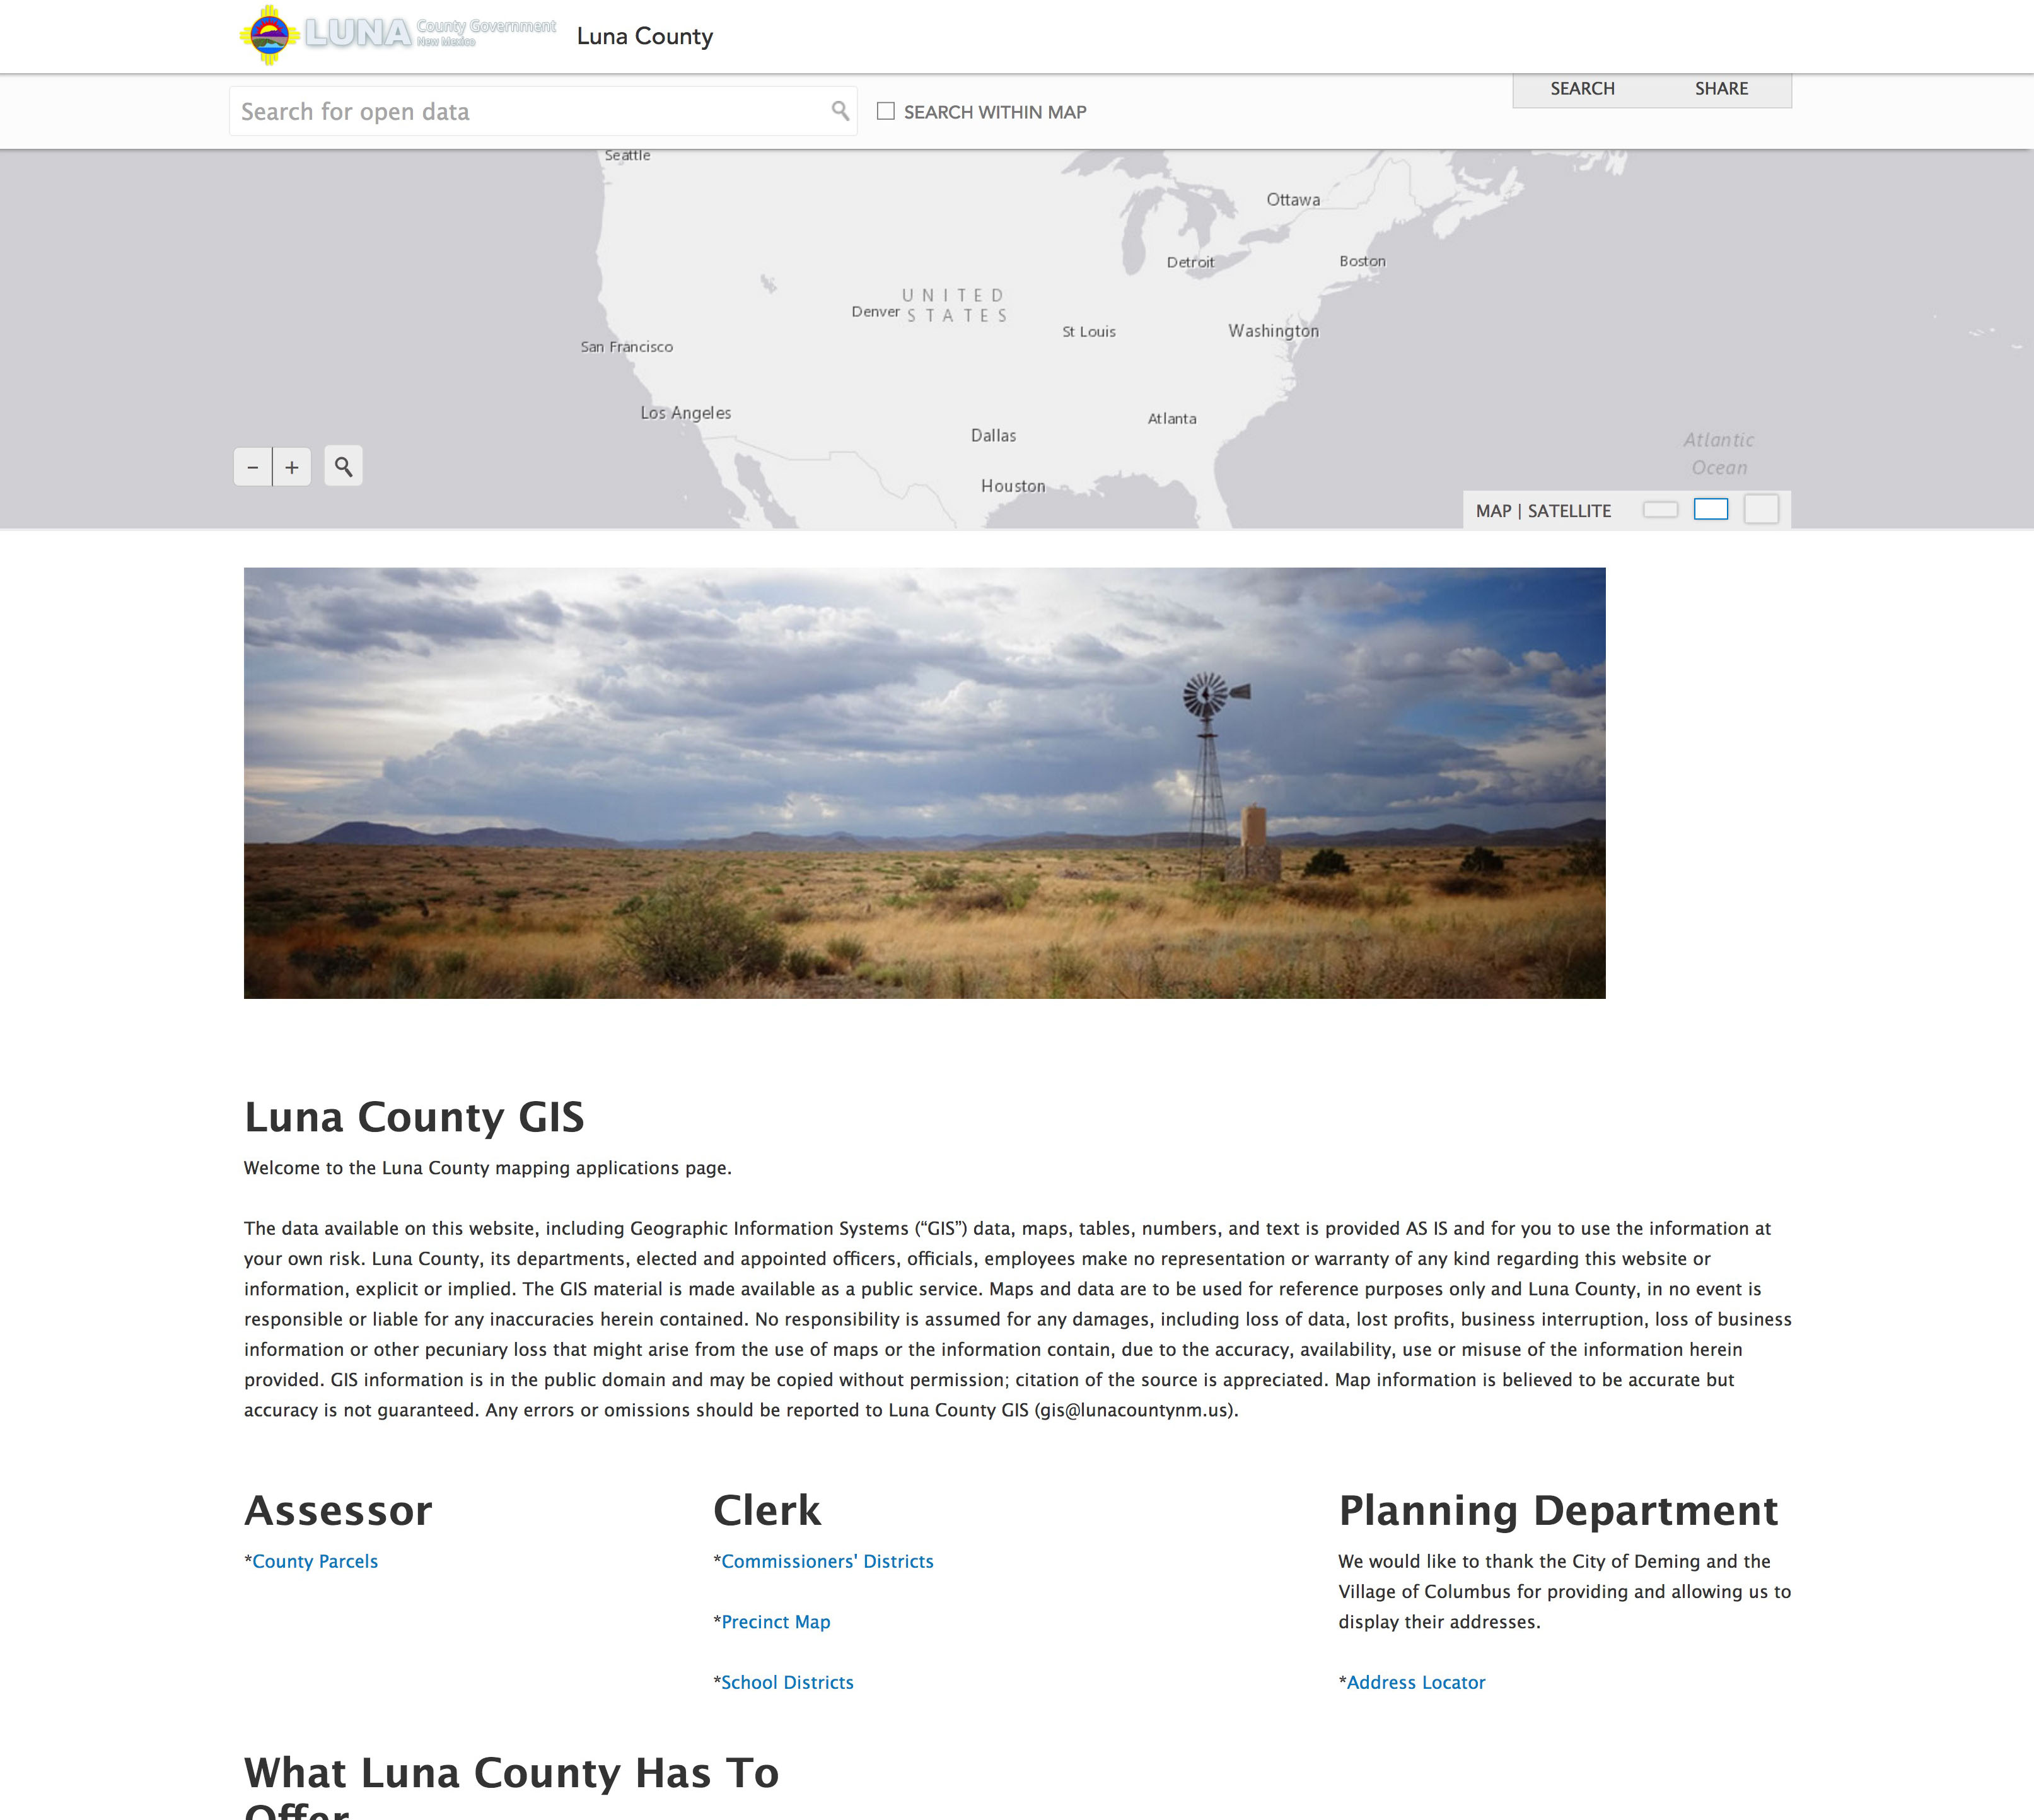 LUNA County Government
New Mexico
Luna County
SEARCH SHARE
Search for open data
SEARCH WITHIN MAP
Seattle
Ottawa
Detroit
Boston
UNITED
Denver
STATES
St Louis
Washington
San Francisco
Los Angeles
Atlanta
Dallas
Atlantic
Ocean
− +
Houston
MAP | SATELLITE
Luna County GIS
Welcome to the Luna County mapping applications page.
The data available on this website, including Geographic Information Systems (“GIS”) data, maps, tables, numbers, and text is provided AS IS and for you to use the information at
your own risk. Luna County, its departments, elected and appointed officers, officials, employees make no representation or warranty of any kind regarding this website or
information, explicit or implied. The GIS material is made available as a public service. Maps and data are to be used for reference purposes only and Luna County, in no event is
responsible or liable for any inaccuracies herein contained. No responsibility is assumed for any damages, including loss of data, lost profits, business interruption, loss of business
information or other pecuniary loss that might arise from the use of maps or the information contain, due to the accuracy, availability, use or misuse of the information herein
provided. GIS information is in the public domain and may be copied without permission; citation of the source is appreciated. Map information is believed to be accurate but
accuracy is not guaranteed. Any errors or omissions should be reported to Luna County GIS (gis@lunacountynm.us).
Assessor
*County Parcels
Clerk
*Commissioners' Districts
*Precinct Map
*School Districts
Planning Department
We would like to thank the City of Deming and the
Village of Columbus for providing and allowing us to
display their addresses.
*Address Locator
What Luna County Has To
Offer